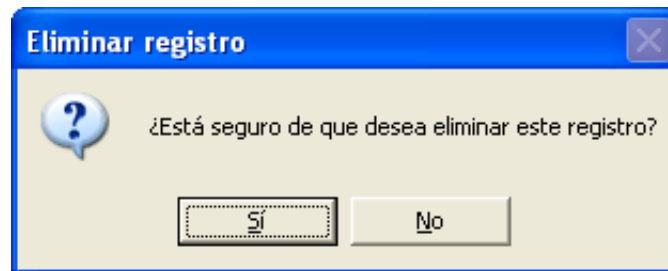 Eliminar registro
¿Está seguro de que desea eliminar este registro?
Sí No